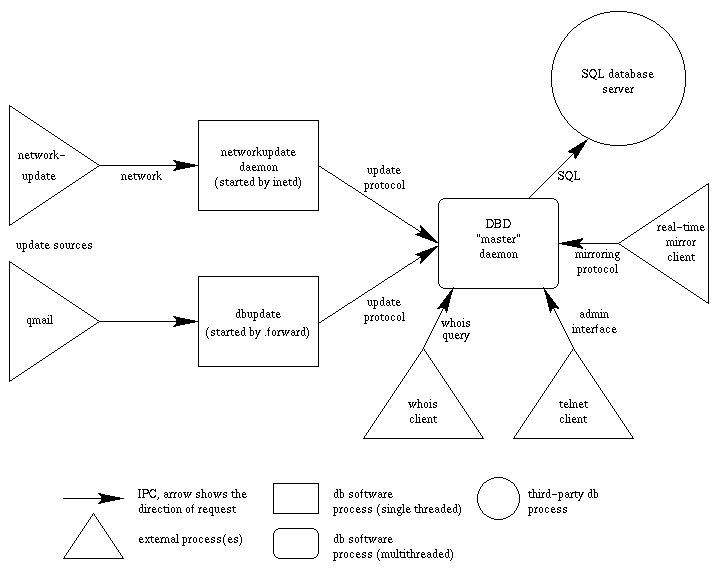 SQL database
server
network-
update
network
networkupdate
daemon
(started by inetd)
update
protocol
SQL
DBD
"master"
daemon
real-time
mirror
client
mirroring
protocol
update sources
qmail
dbupdate
(started by .forward)
update
protocol
whois
query
admin
interface
whois
client
telnet
client
IPC, arrow shows the
direction of request
db software
process (single threaded)
third-party db
process
external process(es)
db software
process (multithreaded)